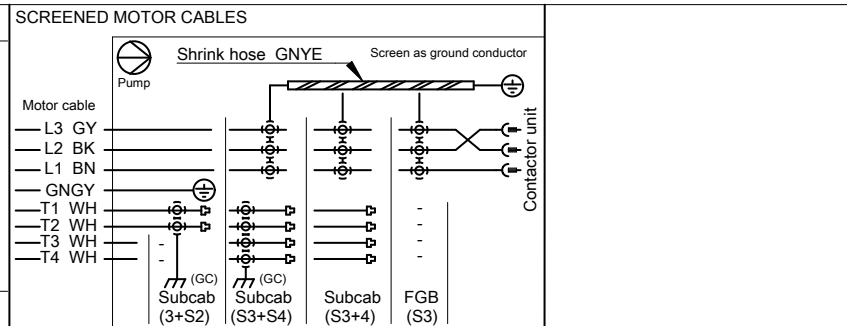 SCREENED MOTOR CABLES
Shrink hose GNYE
Screen as ground conductor
Pump
Motor cable
L3 GY
L2 BK
L1 BN
GNGY
T1 WH
T2 WH
T3 WH
T4 WH
Contactor unit
-
-
-
-
-
-
(GC)
(GC)
Subcab
(3+S2)
Subcab
(S3+S4)
Subcab
(S3+4)
FGB
(S3)